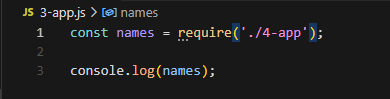 JS 3-app.js > names
1 const names = require('./4-app');
2
3 console.log(names);